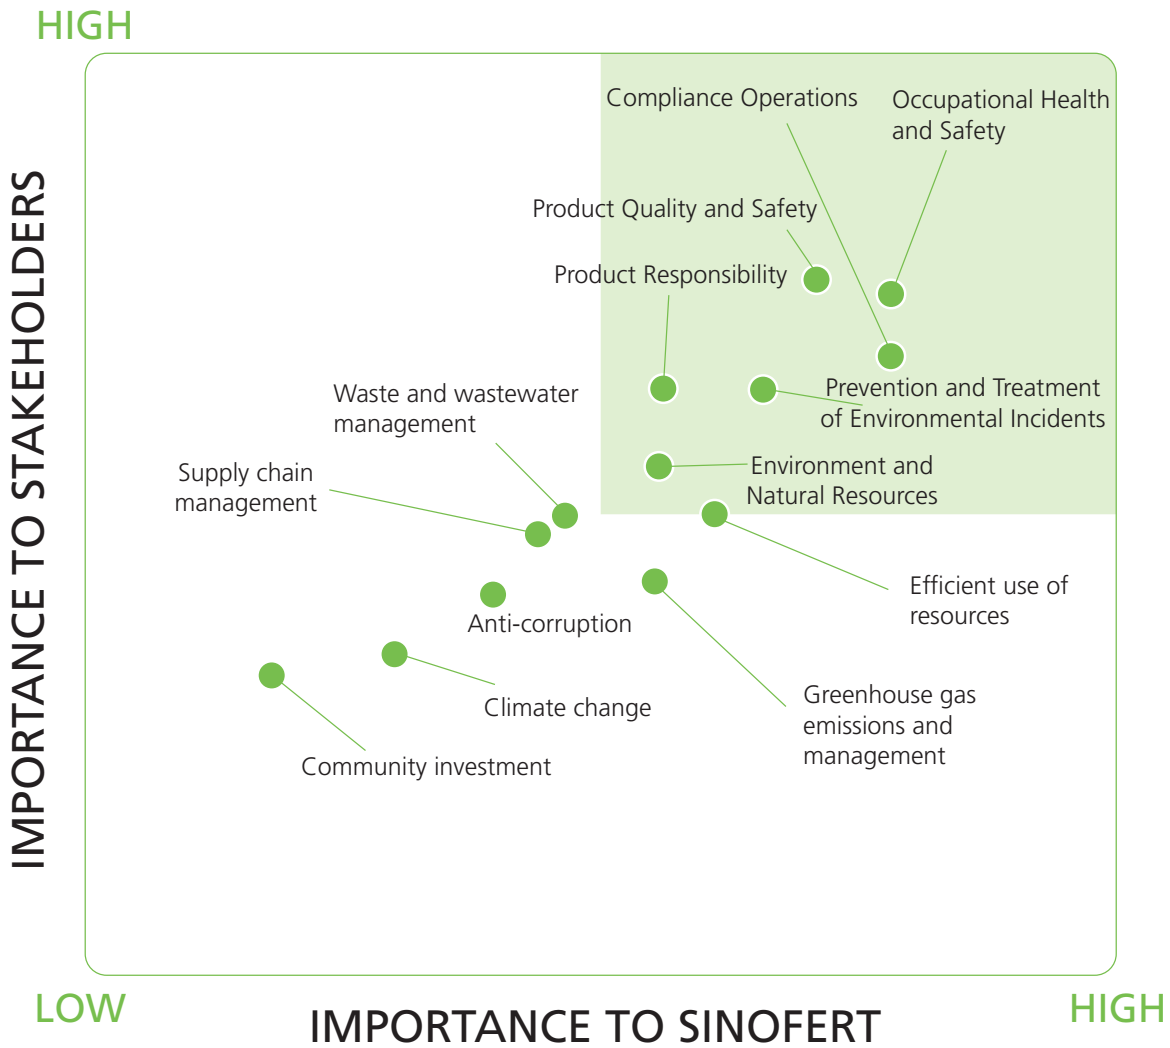 HIGH
IMPORTANCE TO STAKEHOLDERS
Compliance Operations
Occupational Health
and Safety
Product Quality and Safety
Product Responsibility
Waste and wastewater
management
Prevention and Treatment
of Environmental Incidents
Supply chain
management
Environment and
Natural Resources
Efficient use of
resources
Anti-corruption
Climate change
Greenhouse gas
emissions and
management
Community investment
LOW
IMPORTANCE TO SINOFERT
HIGH